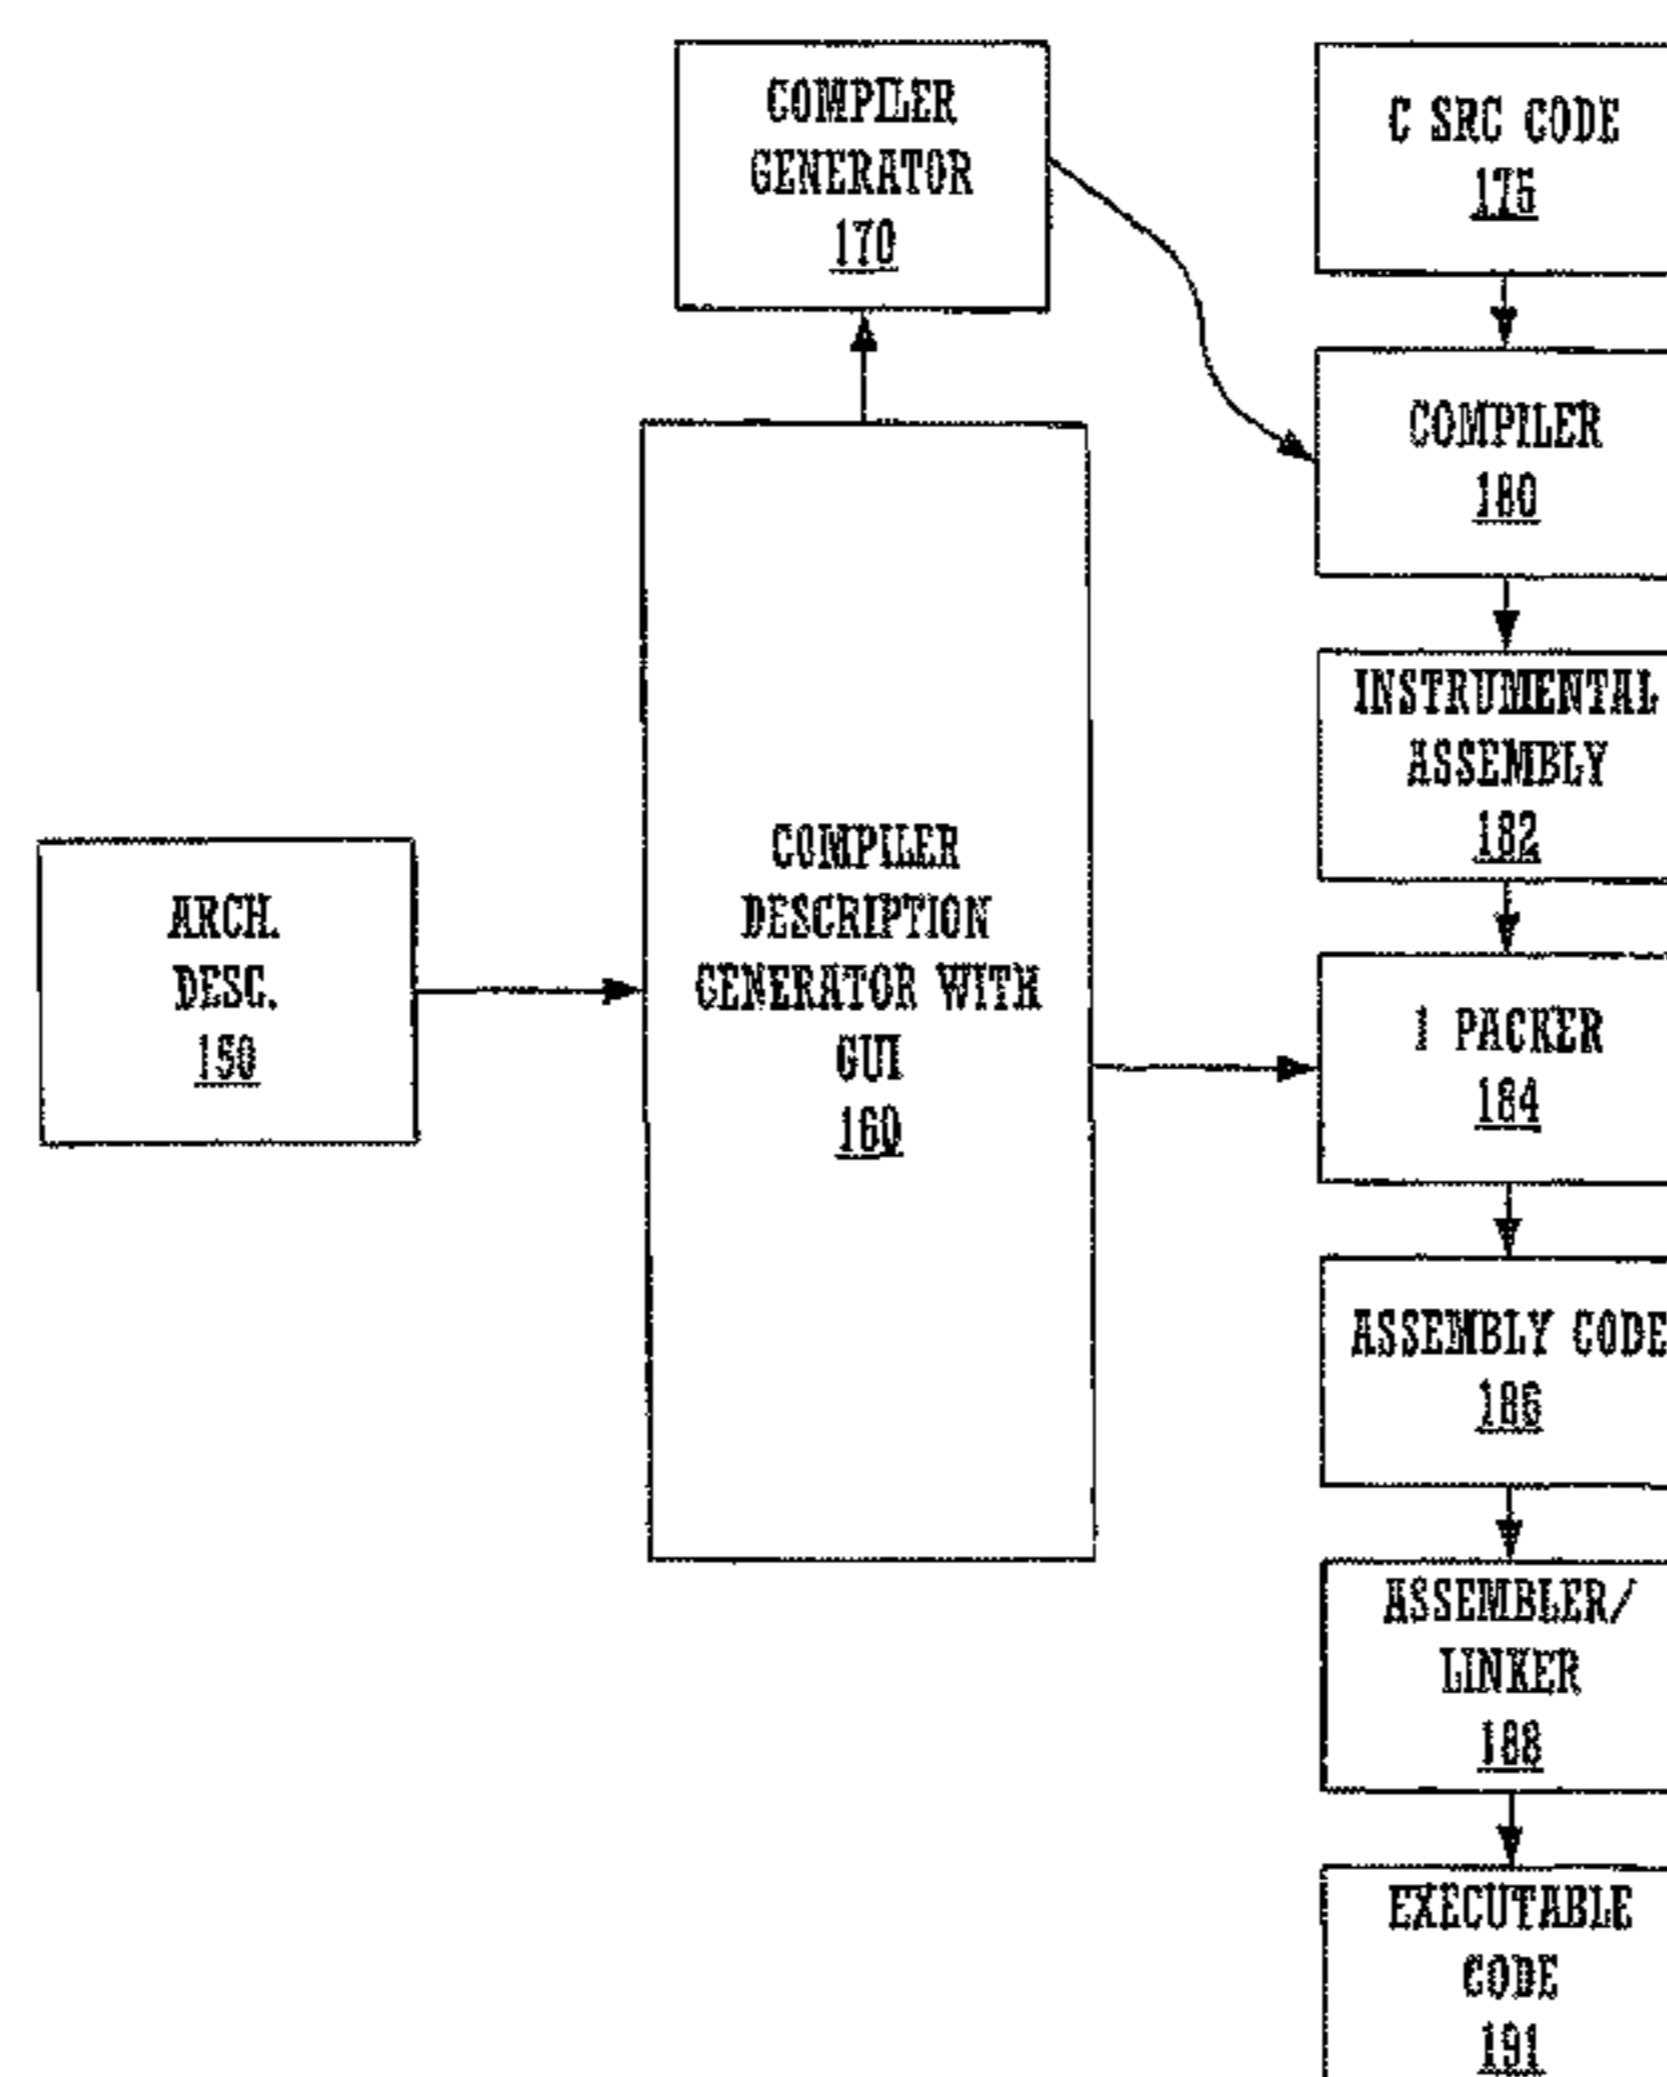 COMPILER
GENERATOR
170
C SRC CODE
175
COMPILER
180
INSTRUMENTAL
ASSEMBLY
182
ARCH.
DESC.
150
COMPILER
DESCRIPTION
GENERATOR WITH
GUI
160
1 PACKER
184
ASSEMBLY CODE
186
ASSEMBLER/
LINKER
188
EXECUTABLE
CODE
191